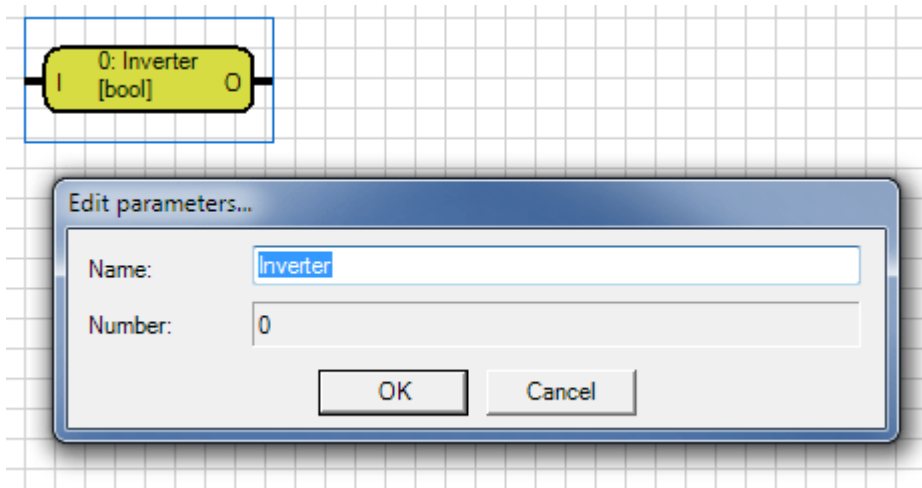 0: Inverter
I [bool] O
Edit parameters...
Name: Inverter
Number: 0
OK Cancel